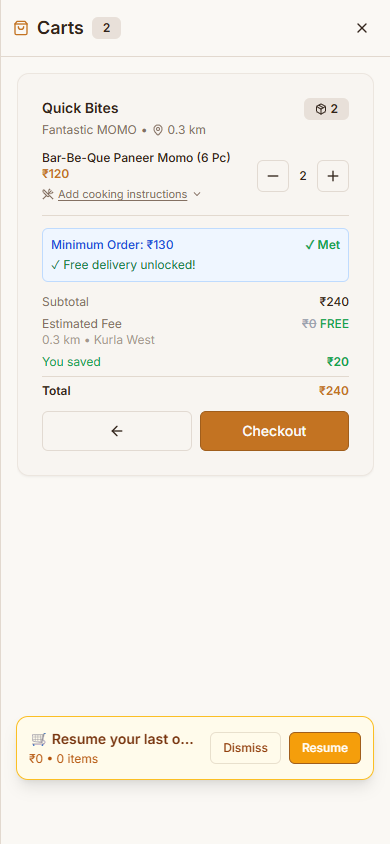 Carts 2
Quick Bites 2
Fantastic MOMO • 0.3 km
Bar-Be-Que Paneer Momo (6 Pc)
₹120
2
Add cooking instructions
Minimum Order: ₹130 ✓ Met
✓ Free delivery unlocked!
Subtotal ₹240
Estimated Fee ₹0 FREE
0.3 km • Kurla West
You saved ₹20
Total ₹240
Checkout
Resume your last o...
₹0 • 0 items
Dismiss
Resume